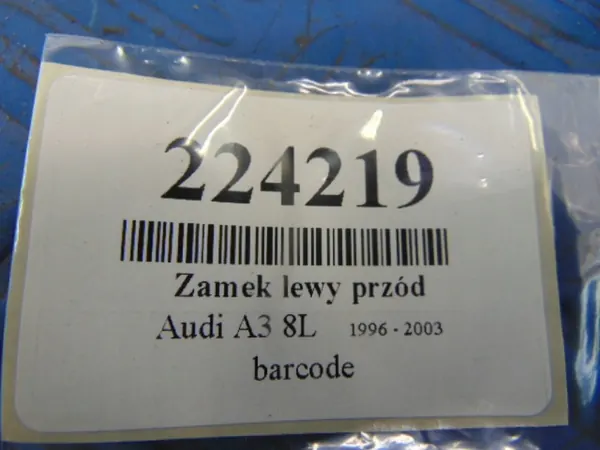 224219
Zamek lewy przód
Audi A3 8L 1996 - 2003
barcode